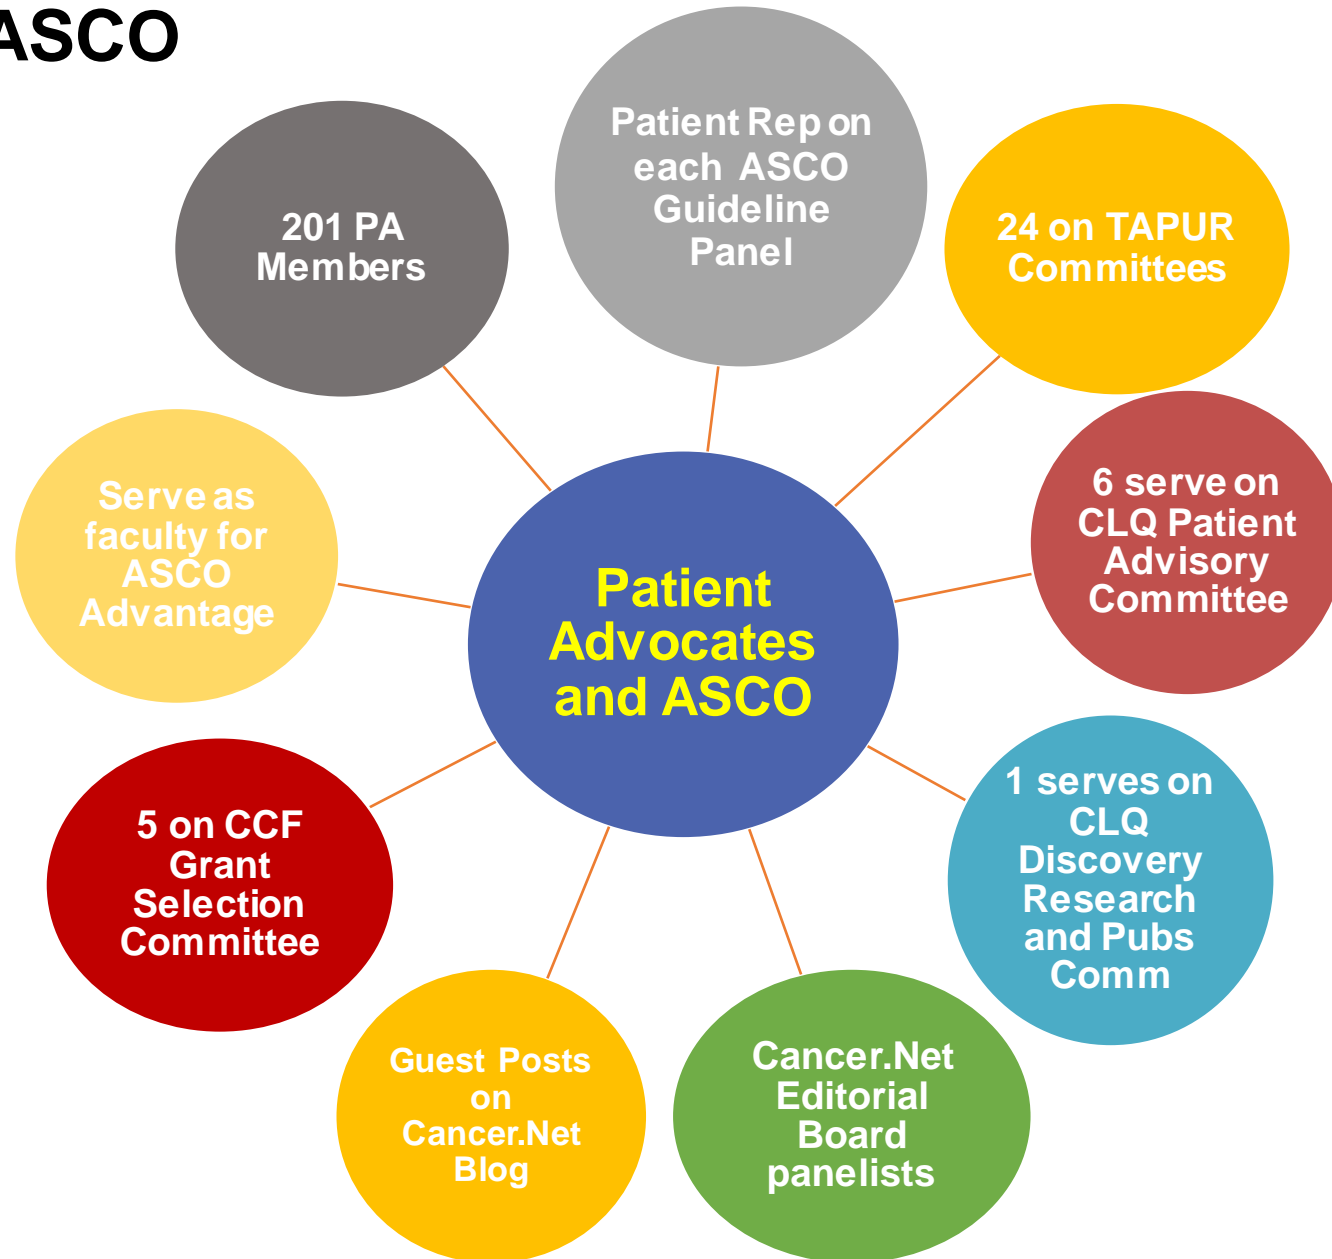 ASCO
Patient Rep on
each ASCO
Guideline
Panel
201 PA
Members
24 on TAPUR
Committees
Serve as
faculty for
ASCO
Advantage
6 serve on
CLQ Patient
Advisory
Committee
Patient
Advocates
and ASCO
5 on CCF
Grant
Selection
Committee
1 serves on
CLQ
Discovery
Research
and Pubs
Comm
Guest Posts
on
Cancer.Net
Blog
Cancer.Net
Editorial
Board
panelists